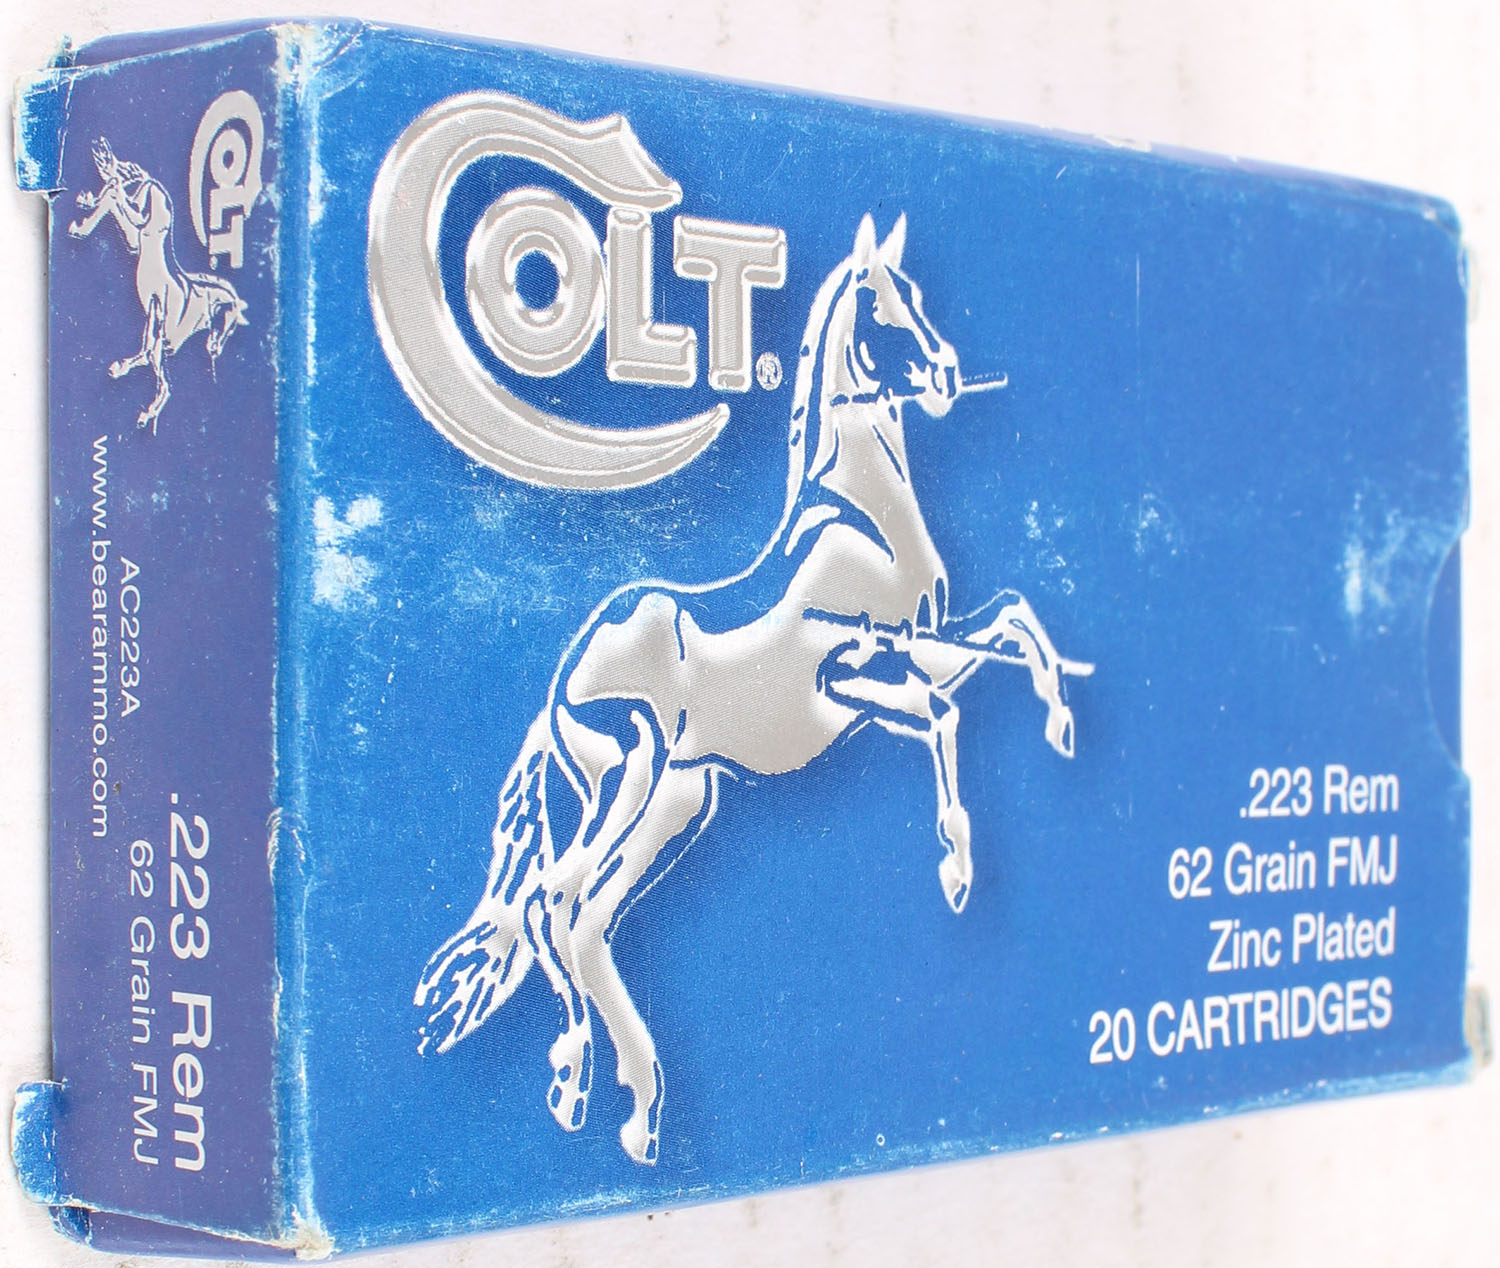 COLT®
.223 Rem
62 Grain FMJ
Zinc Plated
20 CARTRIDGES
COLT
www.bearammo.com
AC223A
.223 Rem
62 Grain FMJ